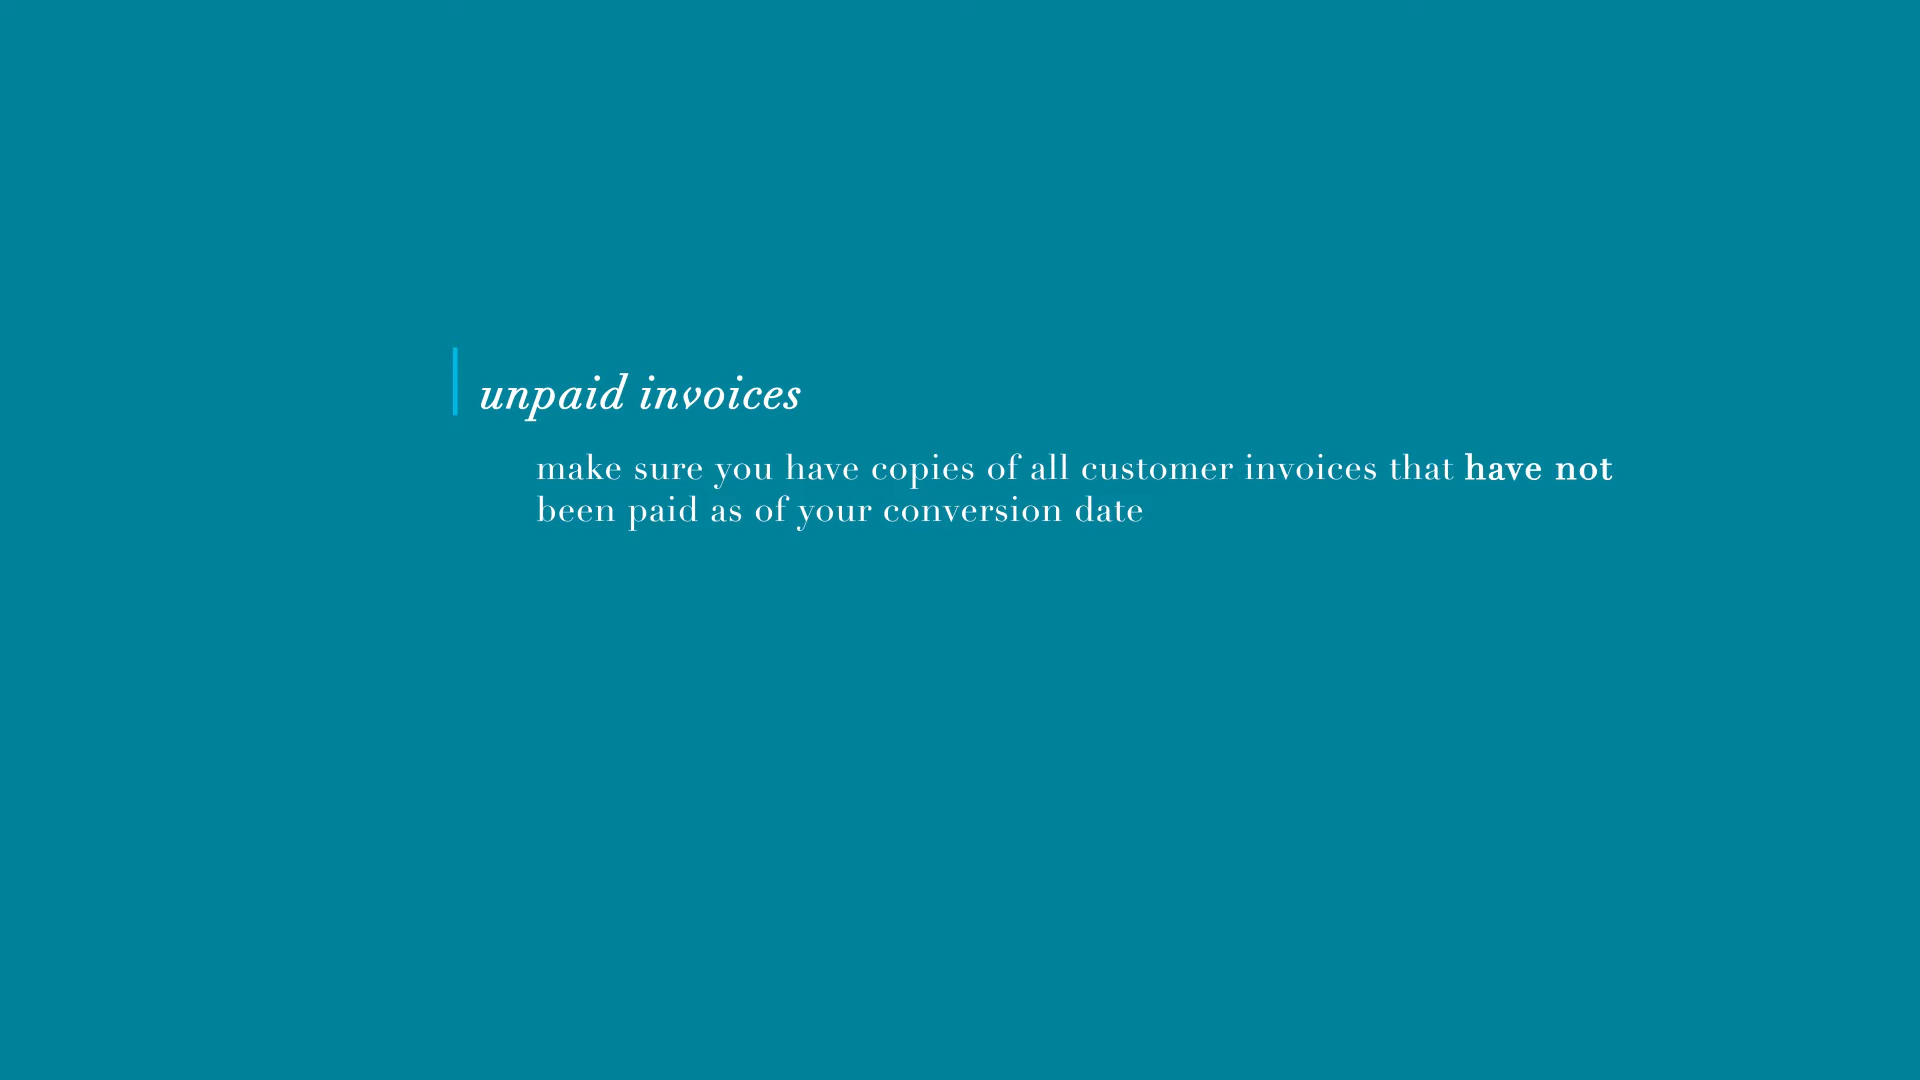 unpaid invoices
make sure you have copies of all customer invoices that have not
been paid as of your conversion date